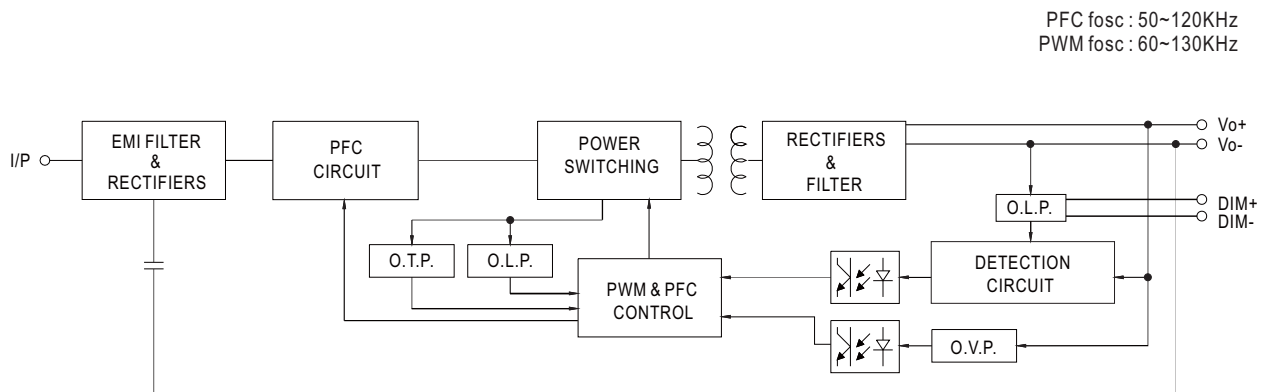 PFC fosc : 50~120KHz
PWM fosc : 60~130KHz
I/P
EMI FILTER
&
RECTIFIERS
PFC
CIRCUIT
POWER
SWITCHING
RECTIFIERS
&
FILTER
Vo+
Vo-
O.L.P.
DIM+
DIM-
O.T.P.
O.L.P.
PWM & PFC
CONTROL
DETECTION
CIRCUIT
O.V.P.